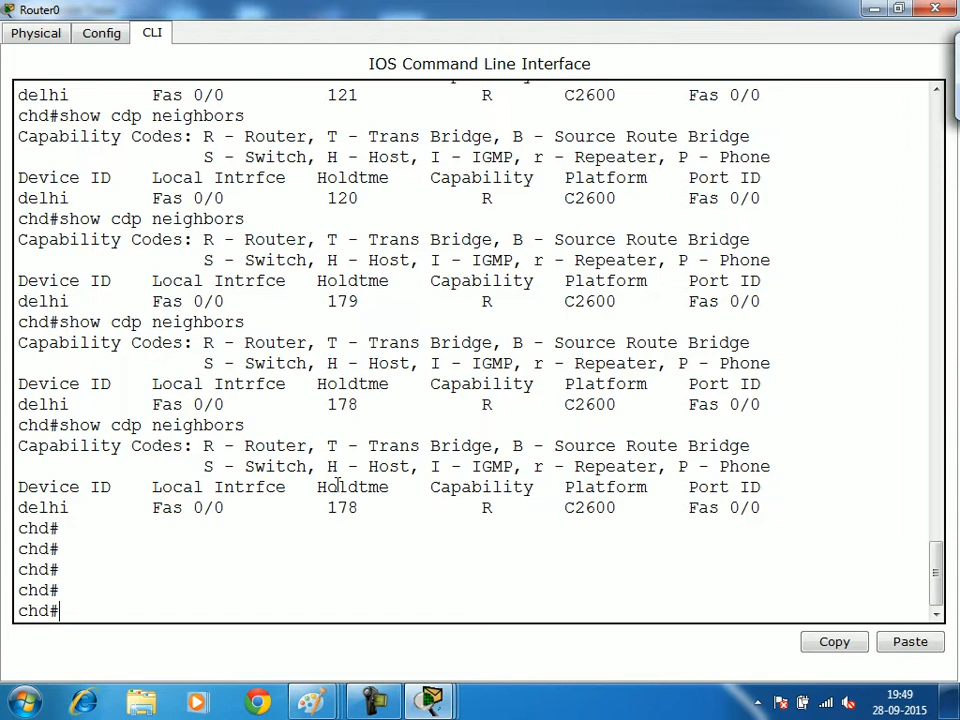 Router0
Physical Config CLI
IOS Command Line Interface
delhi Fas 0/0 121 R C2600 Fas 0/0
chd#show cdp neighbors
Capability Codes: R - Router, T - Trans Bridge, B - Source Route Bridge
S - Switch, H - Host, I - IGMP, r - Repeater, P - Phone
Device ID Local Intrfce Holdtme Capability Platform Port ID
delhi Fas 0/0 120 R C2600 Fas 0/0
chd#show cdp neighbors
Capability Codes: R - Router, T - Trans Bridge, B - Source Route Bridge
S - Switch, H - Host, I - IGMP, r - Repeater, P - Phone
Device ID Local Intrfce Holdtme Capability Platform Port ID
delhi Fas 0/0 179 R C2600 Fas 0/0
chd#show cdp neighbors
Capability Codes: R - Router, T - Trans Bridge, B - Source Route Bridge
S - Switch, H - Host, I - IGMP, r - Repeater, P - Phone
Device ID Local Intrfce Holdtme Capability Platform Port ID
delhi Fas 0/0 178 R C2600 Fas 0/0
chd#show cdp neighbors
Capability Codes: R - Router, T - Trans Bridge, B - Source Route Bridge
S - Switch, H - Host, I - IGMP, r - Repeater, P - Phone
Device ID Local Intrfce Holdtme Capability Platform Port ID
delhi Fas 0/0 178 R C2600 Fas 0/0
chd#
chd#
chd#
chd#
chd#
Copy Paste
19:49
28-09-2015